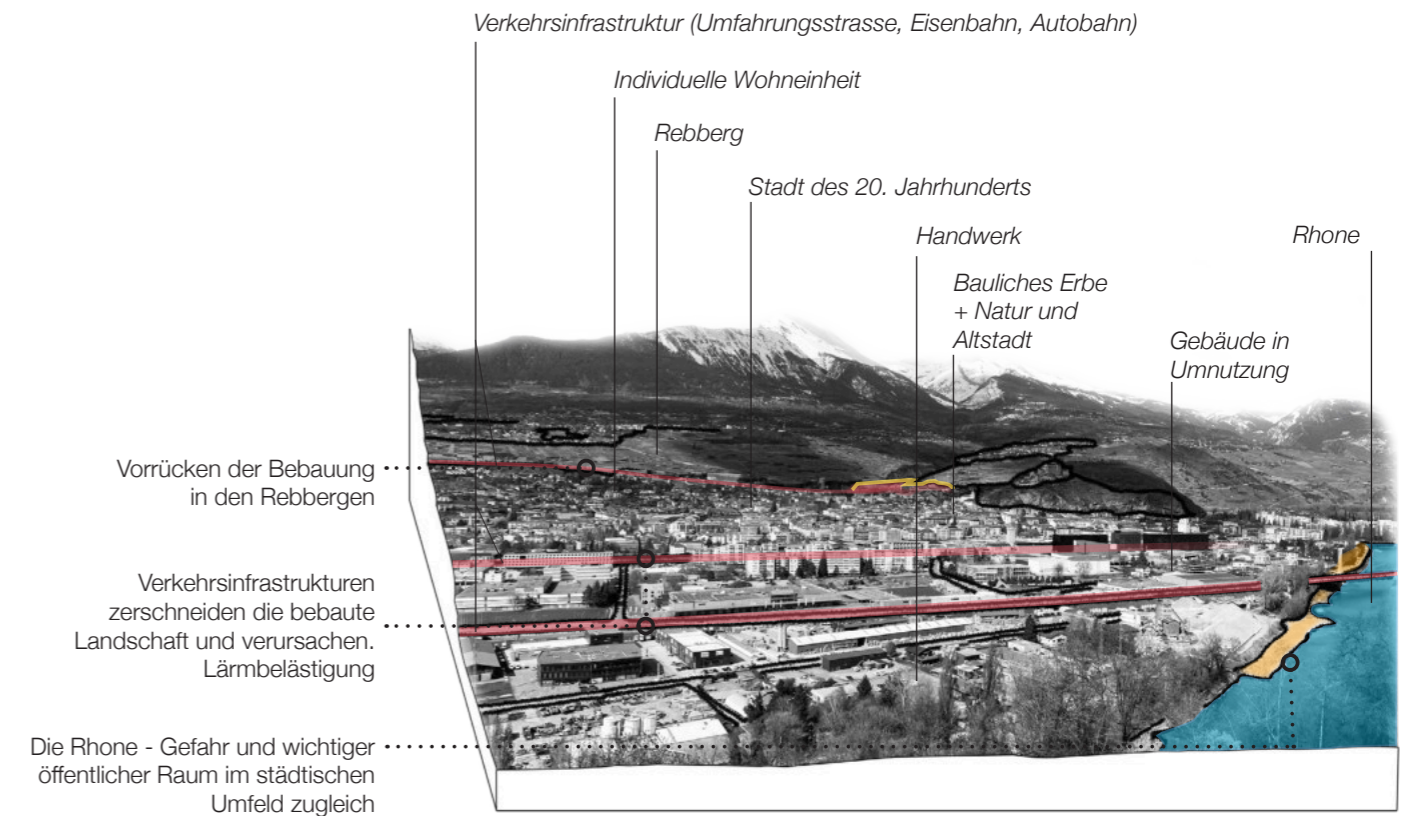 Verkehrsinfrastruktur (Umfahrungsstrasse, Eisenbahn, Autobahn)
Individuelle Wohneinheit
Rebberg
Stadt des 20. Jahrhunderts
Handwerk
Rhone
Bauliches Erbe
+ Natur und
Altstadt
Gebäude in
Umnutzung
Vorrücken der Bebauung
in den Rebbergen
Verkehrsinfrastrukturen
zerschneiden die bebaute
Landschaft und verursachen.
Lärmbelästigung
Die Rhone - Gefahr und wichtiger
öffentlicher Raum im städtischen
Umfeld zugleich